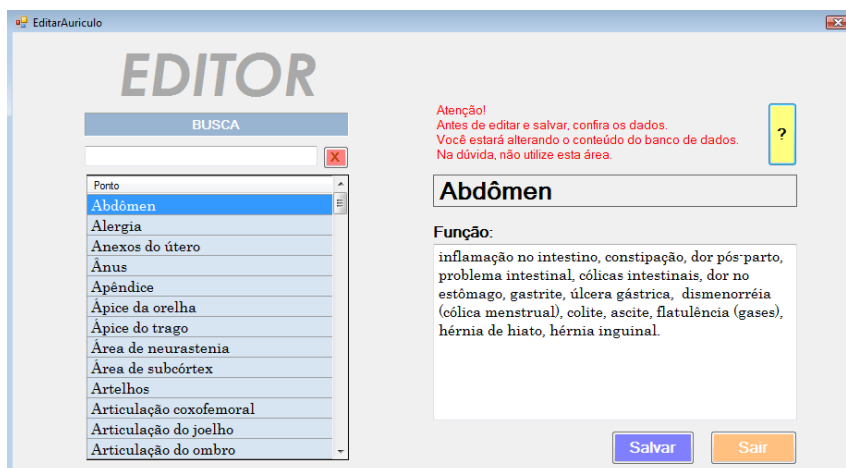 EditarAuriculo
EDITOR
BUSCA
X
Ponto
Abdômen
Alergia
Anexos do útero
Ânus
Apêndice
Ápice da orelha
Ápice do trago
Área de neurastenia
Área de subcórtex
Artelhos
Articulação coxofemoral
Articulação do joelho
Articulação do ombro
Atenção!
Antes de editar e salvar, confira os dados.
Você estará alterando o conteúdo do banco de dados.
Na dúvida, não utilize esta área.
?
Abdômen
Função:
inflamação no intestino, constipação, dor pós-parto,
problema intestinal, cólicas intestinais, dor no
estômago, gastrite, úlcera gástrica,  dismenorréia
(cólica menstrual), colite, ascite, flatulência (gases),
hérnia de hiato, hérnia inguinal.
Salvar
Sair